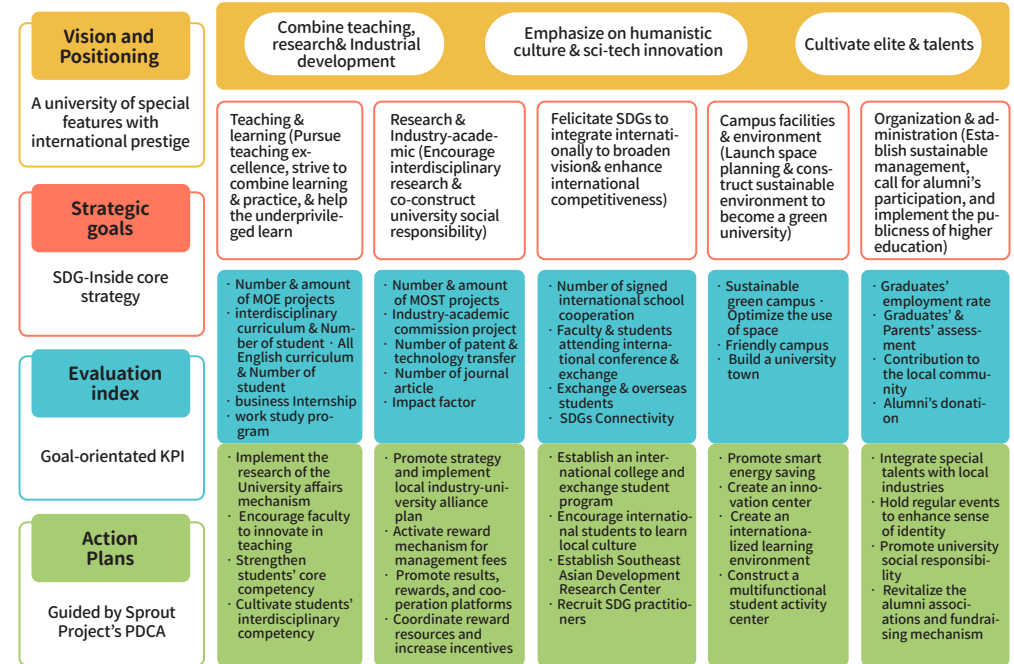 Vision and
Positioning
A university of special
features with
international prestige
Combine teaching,
research& Industrial
development
Emphasize on humanistic
culture & sci-tech innovation
Cultivate elite & talents
Strategic
goals
SDG-Inside core
strategy
Teaching &
learning (Pursue
teaching ex-
cellence, strive to
combine learning
& practice, & help
the underprivile-
ged learn
Research &
Industry-acade-
mic (Encourage
interdisciplinary
research &
co-construct
university social
responsibility)
Felicitate SDGs to
integrate internati-
onally to broaden
vision& enhance
international
competitiveness)
Campus facilities
& environment
(Launch space
planning & cons-
truct sustainable
environment to
become a green
university)
Organization & ad-
ministration (Esta-
blish sustainable
management,
call for alumni's
participation, and
implement the pu-
blicness of higher
education)
Evaluation
index
Goal-orientated KPI
· Number & amount
of MOE projects
· interdisciplinary
curriculum & Num-
ber of student · All
English curriculum
& Number of
student
· business Internship
· work study pro-
gram
· Number & amount
of MOST projects
· Industry-academic
commission project
· Number of patent &
technology transfer
· Number of journal
article
· Impact factor
· Number of signed
international school
cooperation
· Faculty & students
attending interna-
tional conference &
exchange
· Exchange & overseas
students
· SDGs Connectivity
· Sustainable
green campus ·
Optimize the use
of space
· Friendly campus
· Build a university
town
· Graduates'
employment rate
· Graduates' &
Parents' assess-
ment
· Contribution to
the local commu-
nity
· Alumni's donati-
on
Action
Plans
Guided by Sprout
Project's PDCA
· Implement the
research of the
University affairs
mechanism
· Encourage faculty
to innovate in
teaching
· Strengthen
students' core
competency
· Cultivate students'
interdisciplinary
competency
· Promote strategy
and implement
local industry-uni-
versity alliance
plan
· Activate reward
mechanism for
management fees
· Promote results,
rewards, and coo-
peration platforms
· Coordinate reward
resources and
increase incentives
· Establish an inter-
national college and
exchange student
program
· Encourage internatio-
nal students to learn
local culture
· Establish Southeast
Asian Development
Research Center
· Recruit SDG practitio-
ners
· Promote smart
energy saving
· Create an inno-
vation center
· Create an
internationa-
lized learning
environment
· Construct a
multifunctional
student activity
center
· Integrate special
talents with local
industries
· Hold regular events
to enhance sense
of identity
· Promote university
social responsibi-
lity
· Revitalize the
alumni associ-
ations and fundrai-
sing mechanism